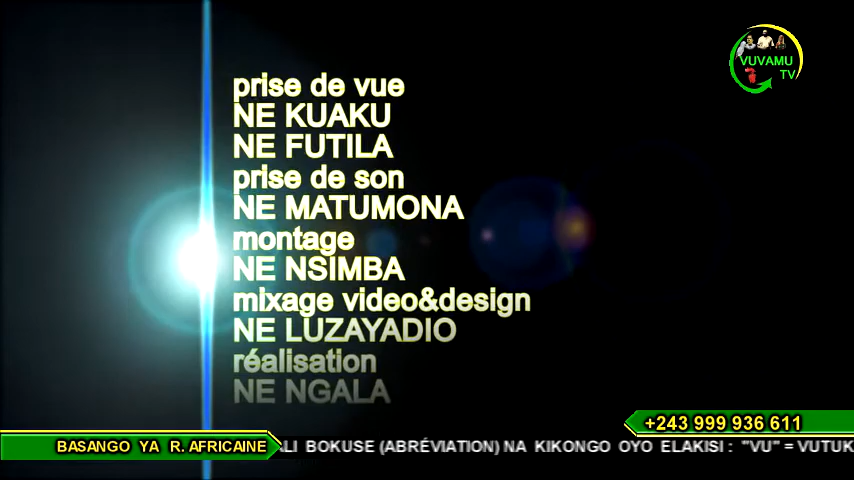 VUVAMU
TV
prise de vue
NE KUAKU
NE FUTILA
prise de son
NE MATUMONA
montage
NE NSIMBA
mixage video&design
NE LUZAYADIO
réalisation
NE NGALA
+243 999 936 611
BASANGO YA R. AFRICAINE
ALI BOKUSE (ABRÉVIATION) NA KIKONGO OYO ELAKISI : "VU" = VUTUK